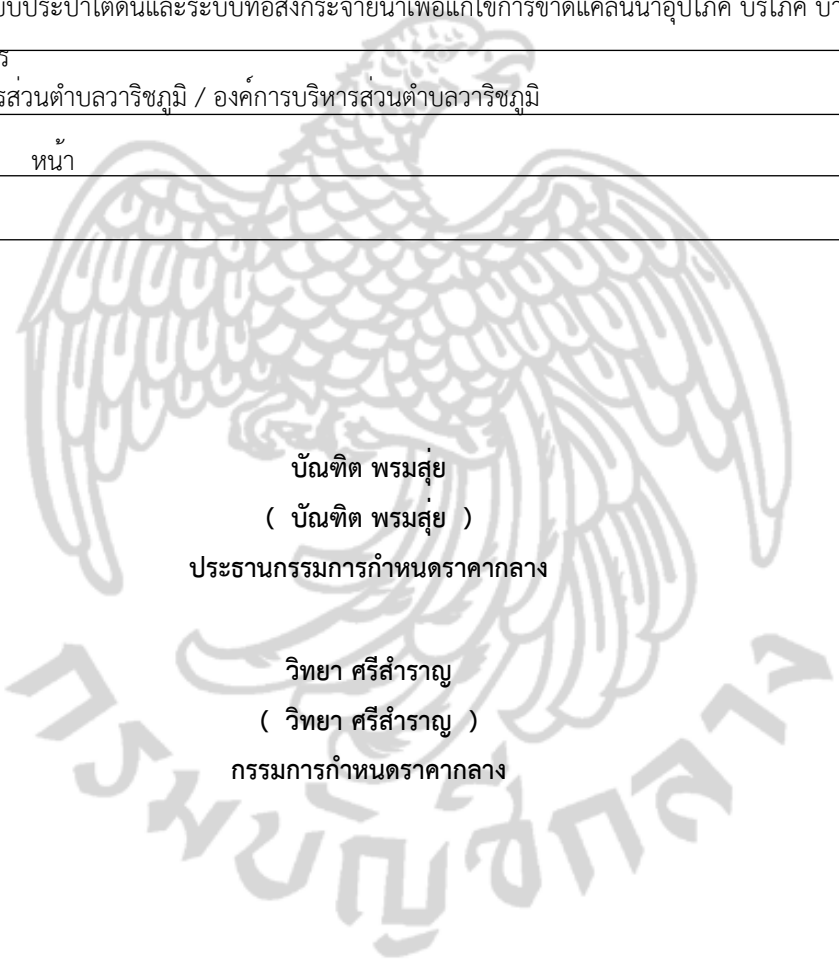 ประปาใต้ดินและระบบท่อส่งกระจายน้ำเพื่อแก้ไขการขาดแคลนน้ำอุปโภค บริโภค
ส่วนตำบลวาริชภูมิ / องค์การบริหารส่วนตำบลวาริชภูมิ
หน้า
บัณฑิต พรมสุ่ย
( บัณฑิต พรมสุ่ย )
ประธานกรรมการกำหนดราคากลาง
วิทยา ศรีสำราญ
( วิทยา ศรีสำราญ )
กรรมการกำหนดราคากลาง
กรมบัญชีกลาง